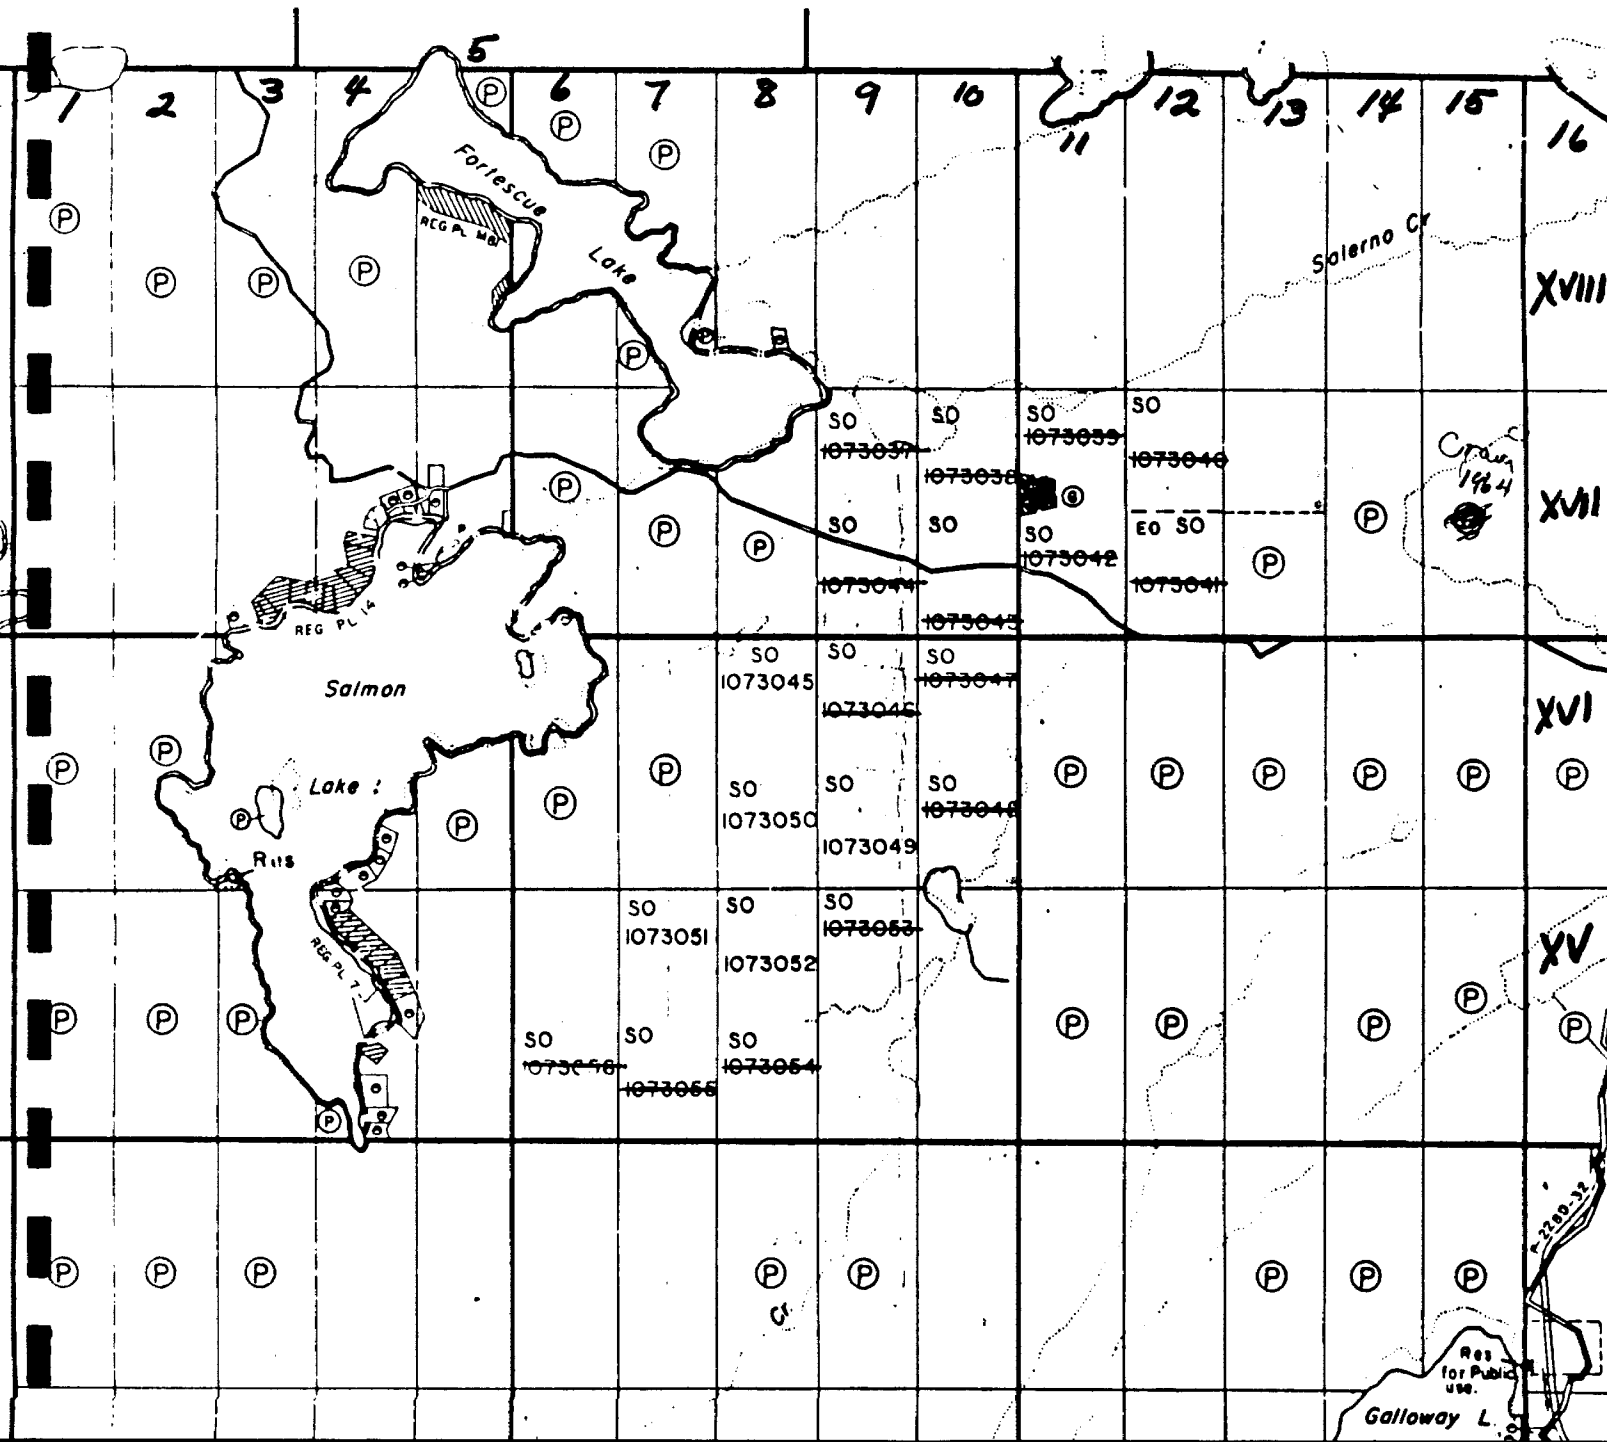 1 2 3 4 5 6 7 8 9 10 11 12 13 14 15 16
P P P P P P P P
Fortescue
Lake
REG PL M81
Salerno Cr
XVIII
SO SO SO SO
1073037 1073038 1073039 1073040
Crown
1964
XVII
G
SO SO SO EO SO
1073044 1073043 1073042 1073041
P P P P P
REG PL 14
Salmon
Lake
SO SO SO
1073045 1073046 1073047
XVI
P P P P P P P P P P P P
SO SO SO
1073050 1073049 1073048
SO SO SO
1073051 1073052 1073053
REG PL 7
XV
P P P P P P P P P
SO SO SO
1073055 1073054
P P P P P P P P
Cr.
P-2280-32
Res
for Public
use.
Galloway L.